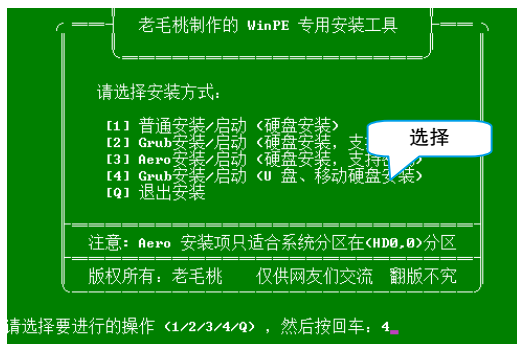 老毛桃制作的 WinPE 专用安装工具
请选择安装方式:
[1] 普通安装/启动 (硬盘安装)
[2] Grub安装/启动 (硬盘安装, 支
[3] Aero安装/启动 (硬盘安装, 支持
[4] Grub安装/启动 (U 盘、移动硬盘安装)
[Q] 退出安装
选择
注意: Aero 安装项只适合系统分区在(HD0,0)分区
版权所有: 老毛桃 仅供网友们交流 翻版不究
请选择要进行的操作 (1/2/3/4/Q) , 然后按回车: 4_